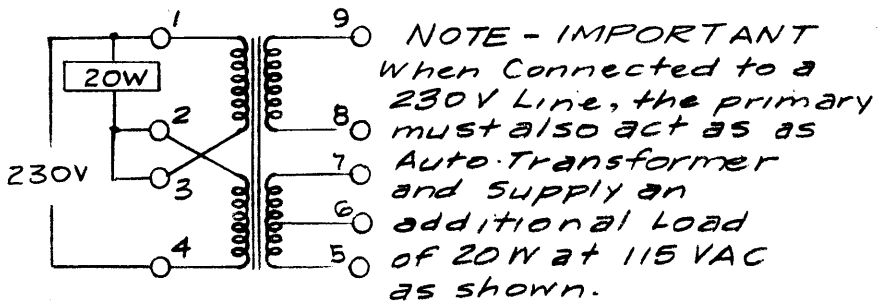 1
9
NOTE - IMPORTANT
When Connected to a
20W
230V Line, the primary
2
8
must also act as as
7
Auto-Transformer
230V
3
and Supply an
6
additional Load
4
5
of 20W at 115 VAC
as shown.